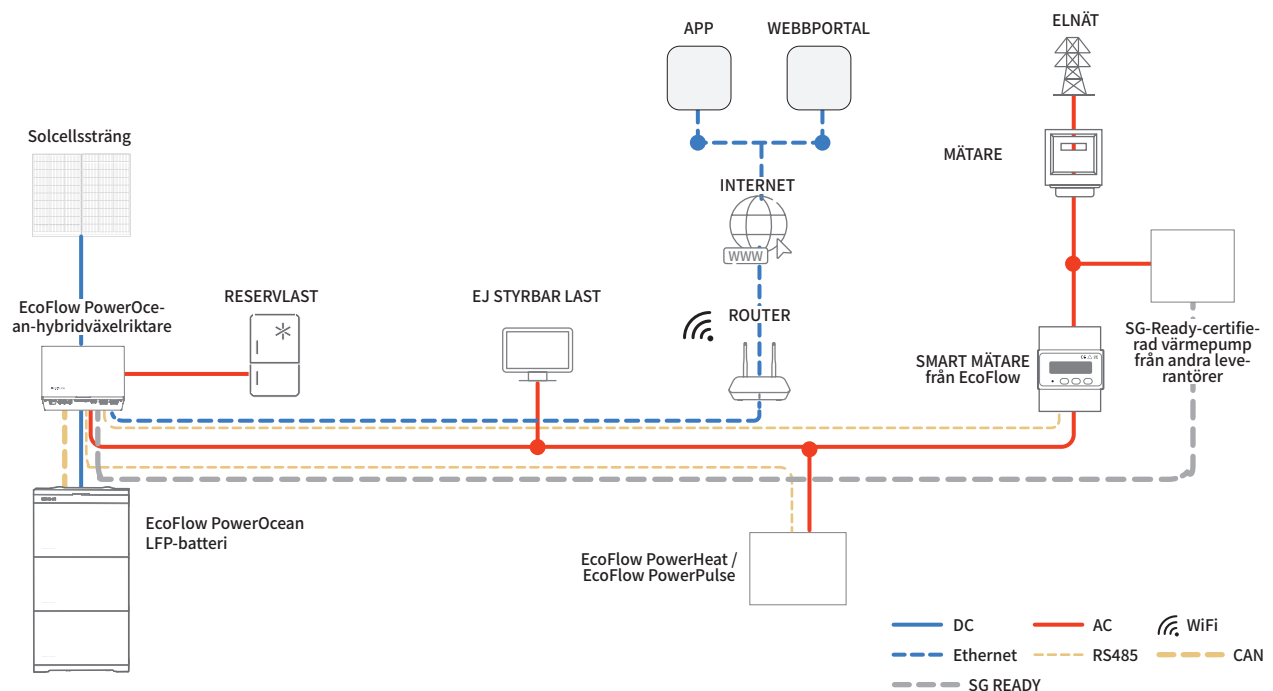 ELNÄT
APP
WEBBPORTAL
Solcellssträng
MÄTARE
INTERNET
WWW
EcoFlow PowerOce-
an-hybridväxelriktare
RESERVLAST
EJ STYRBAR LAST
ROUTER
SMART MÄTARE
från EcoFlow
SG-Ready-certifie-
rad värmepump
från andra leve-
rantörer
EcoFlow PowerOcean
LFP-batteri
EcoFlow PowerHeat /
EcoFlow PowerPulse
DC
AC
WiFi
Ethernet
RS485
CAN
SG READY